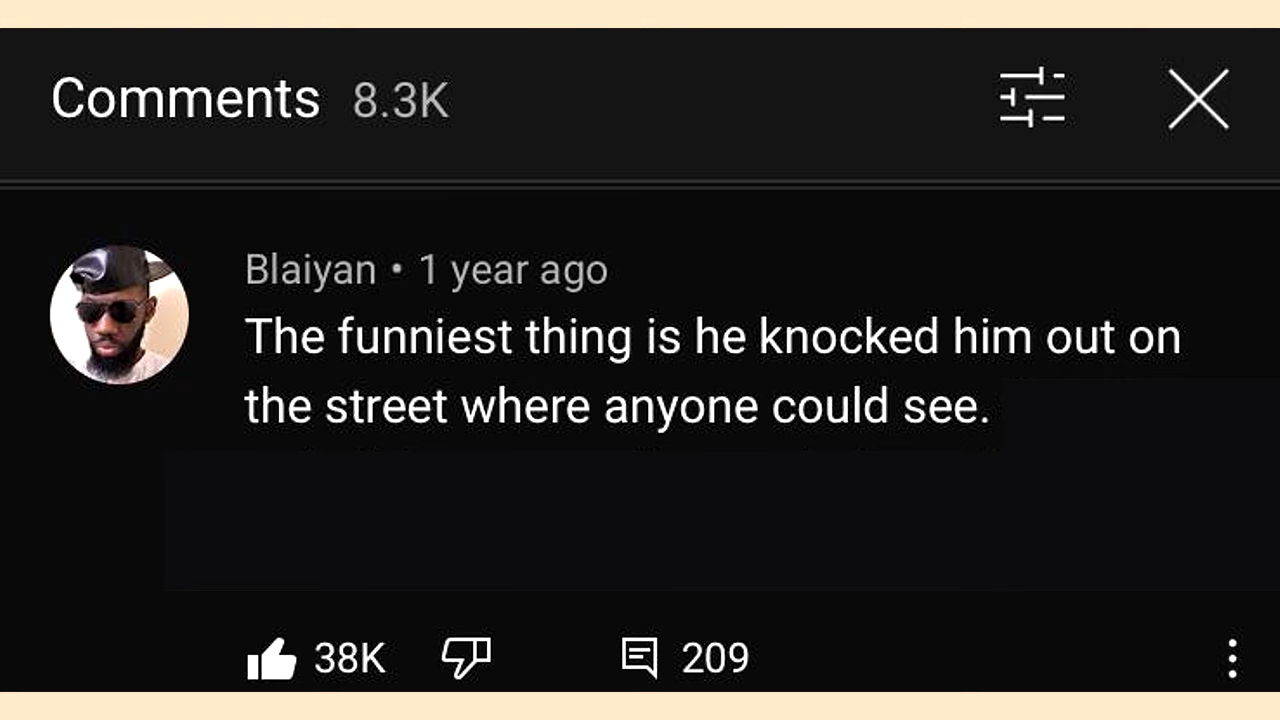 Comments 8.3K
Blaiyan • 1 year ago
The funniest thing is he knocked him out on
the street where anyone could see.
38K 209